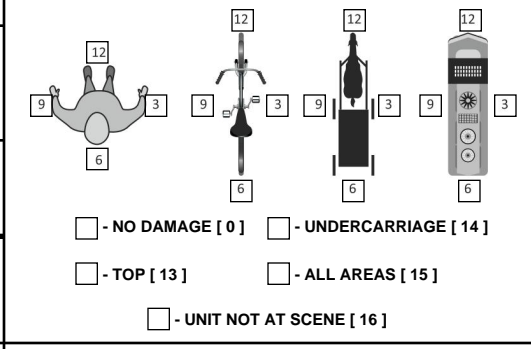 12 12 12 12
9 3 9 3 9 3 9 3
6 6 6 6
- NO DAMAGE [ 0 ] - UNDERCARRIAGE [ 14 ]
- TOP [ 13 ] - ALL AREAS [ 15 ]
- UNIT NOT AT SCENE [ 16 ]